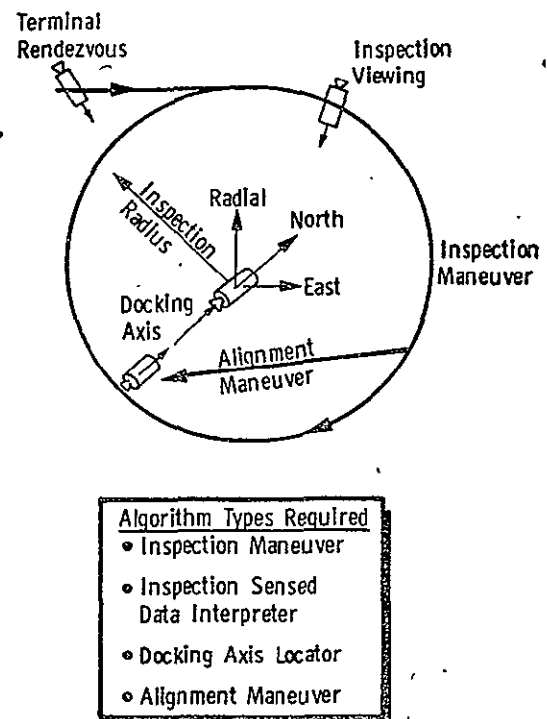 Terminal
Rendezvous
Inspection
Viewing
Inspection
Radius
Radial
North
East
Inspection
Maneuver
Docking
Axis
Alignment
Maneuver
Algorithm Types Required
• Inspection Maneuver
• Inspection Sensed
Data Interpreter
• Docking Axis Locator
• Alignment Maneuver